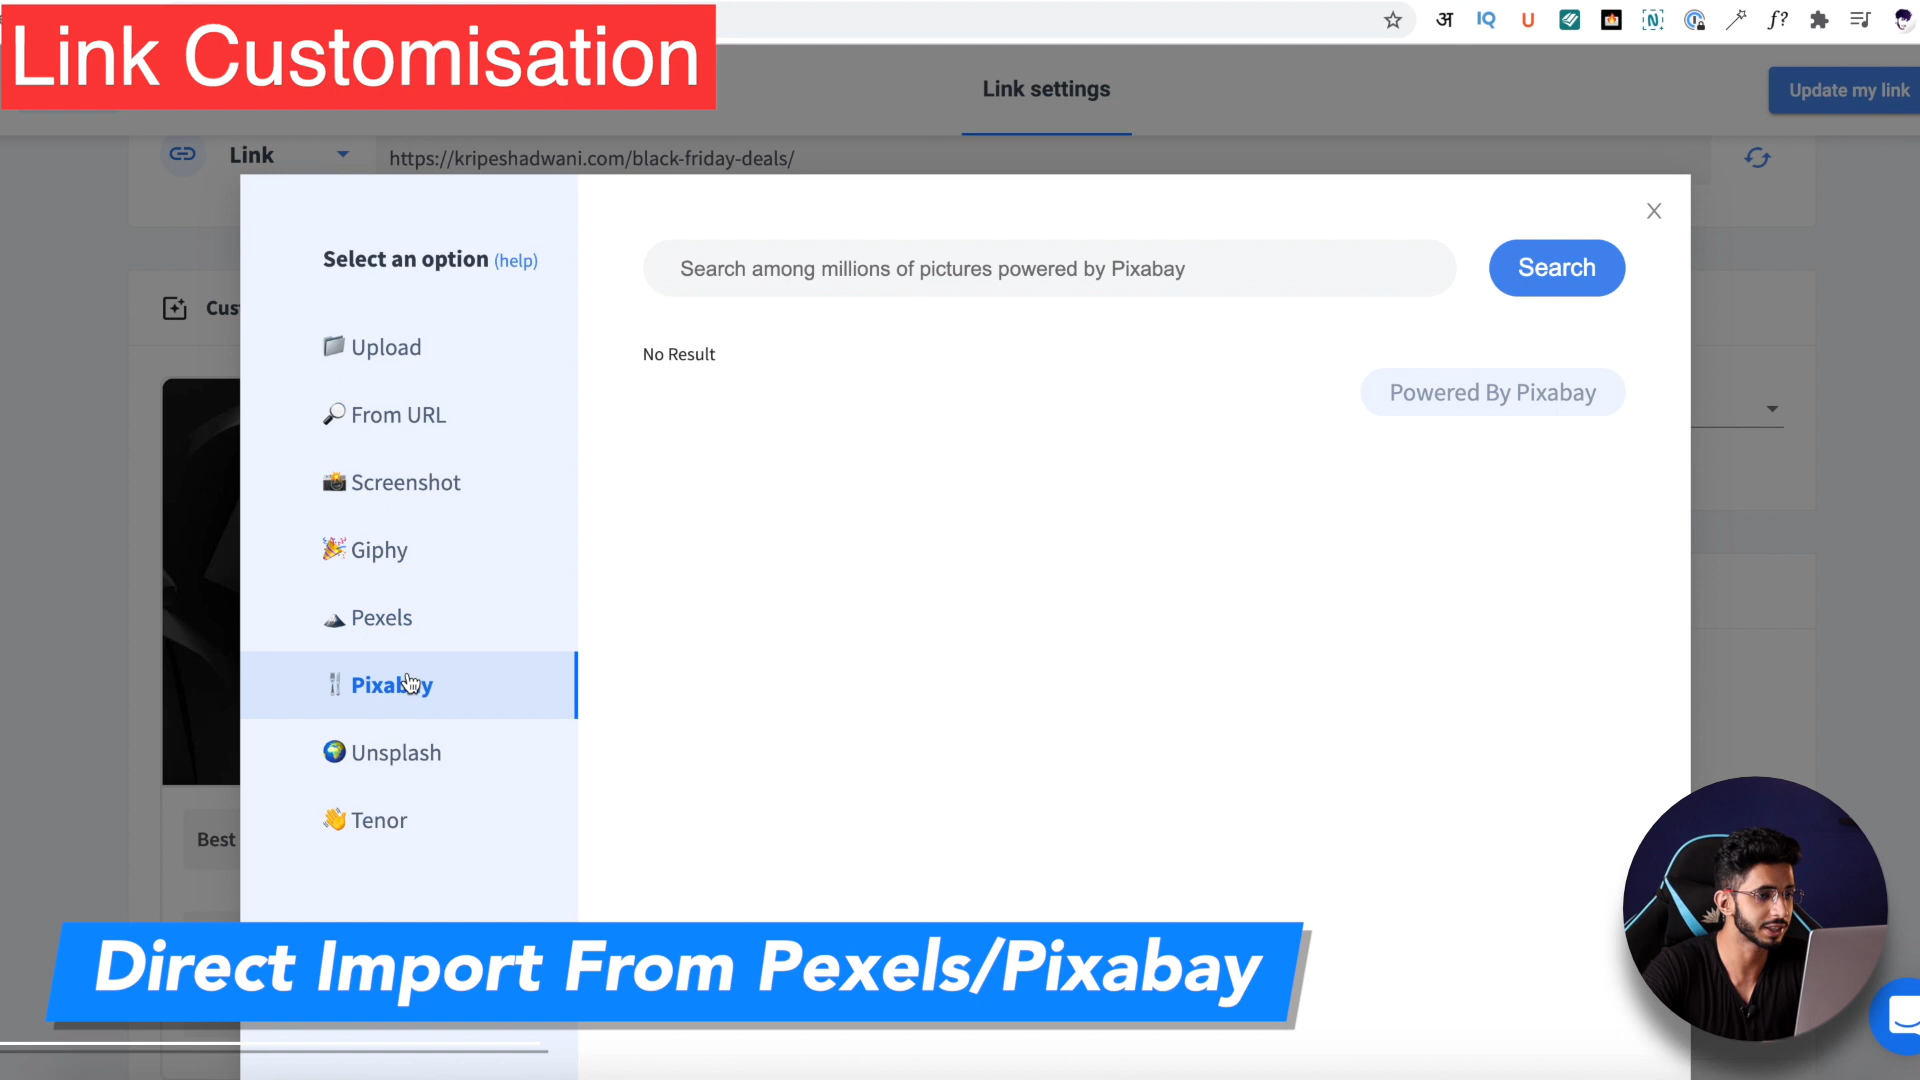 Link Customisation
अ IQ U N f?
Link settings
Update my link
Link
https://kripeshadwani.com/black-friday-deals/
Select an option (help)
X
Search among millions of pictures powered by Pixabay
Search
Cus
Upload
No Result
Powered By Pixabay
From URL
Screenshot
Giphy
Pexels
Pixabay
Unsplash
Tenor
Best
Direct Import From Pexels/Pixabay